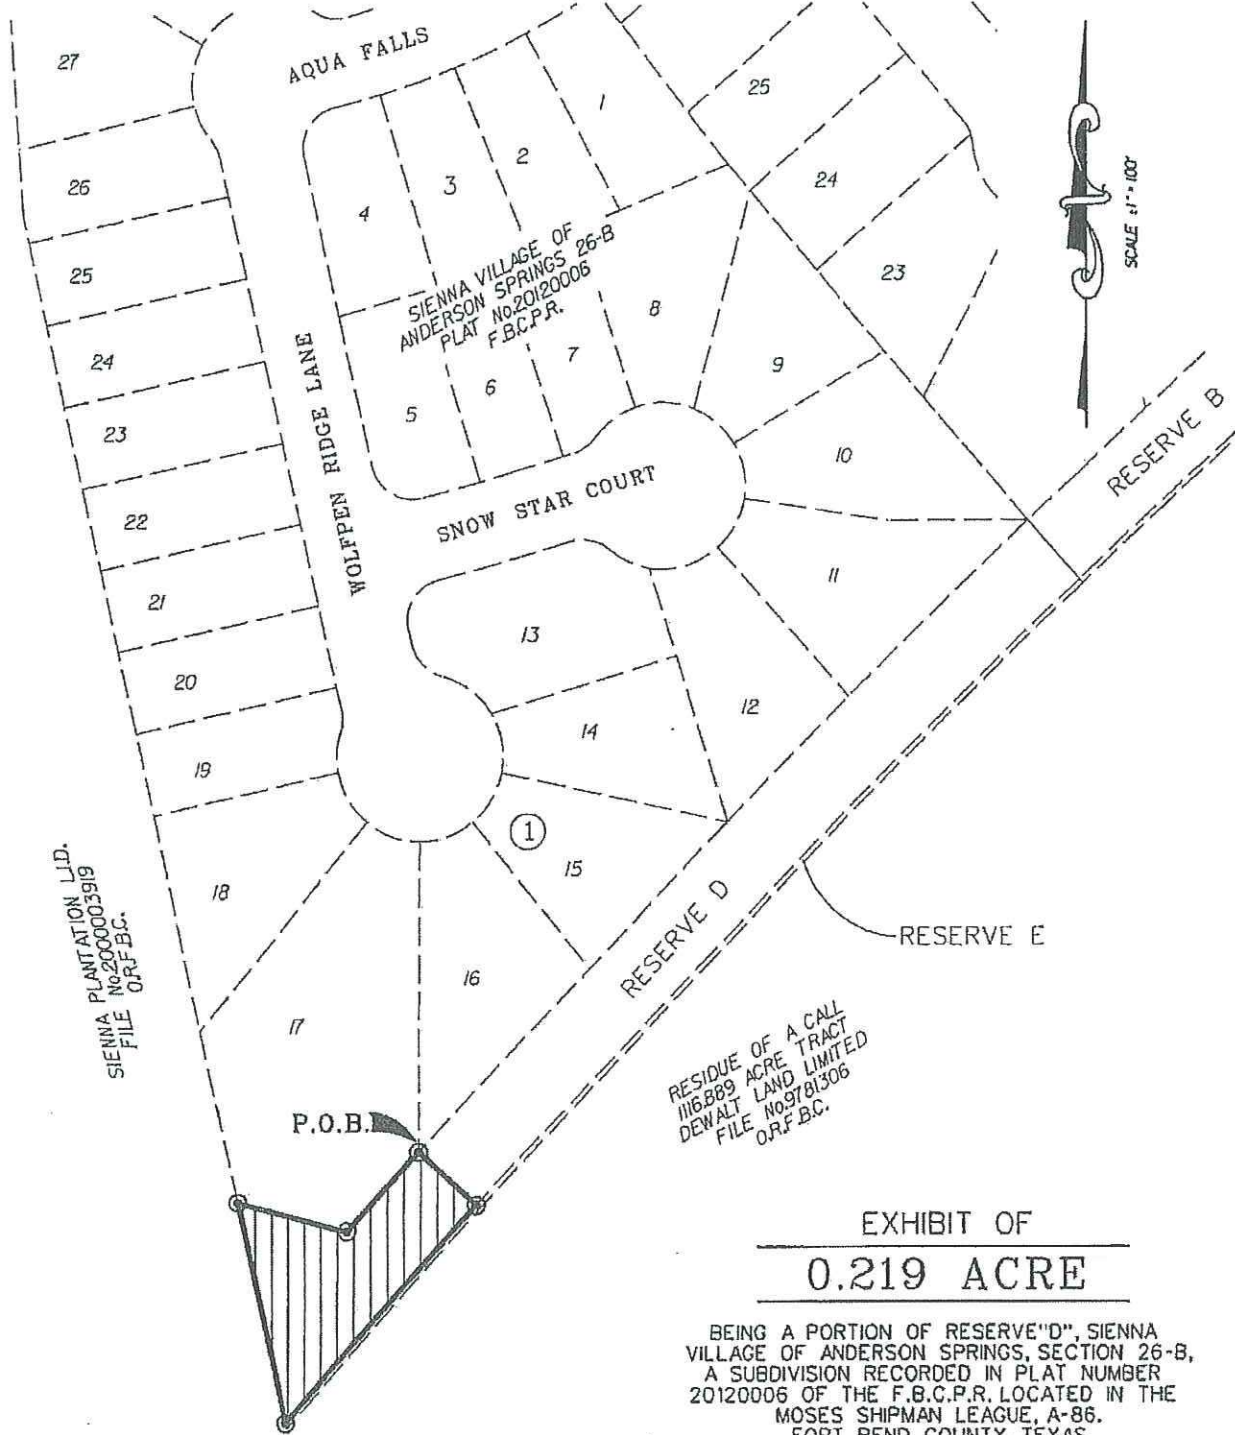 27
AQUA FALLS
1
25
26
2
3
24
4
SCALE :1"=100'
25
SIENNA VILLAGE OF
ANDERSON SPRINGS 26-B
PLAT No.20120006
F.B.C.P.R.
23
8
24
WOLFPEN RIDGE LANE
7
9
6
5
RESERVE B
23
10
SNOW STAR COURT
22
11
21
13
20
12
14
19
1
15
18
SIENNA PLANTATION LTD.
FILE No.2000003919
O.R.F.B.C.
RESERVE D
RESERVE E
16
17
RESIDUE OF A CALL
1116.889 ACRE TRACT
DEWALT LAND LIMITED
FILE No.9781306
O.R.F.B.C.
P.O.B.
EXHIBIT OF
0.219 ACRE
BEING A PORTION OF RESERVE"D", SIENNA
VILLAGE OF ANDERSON SPRINGS, SECTION 26-B,
A SUBDIVISION RECORDED IN PLAT NUMBER
20120006 OF THE F.B.C.P.R. LOCATED IN THE
MOSES SHIPMAN LEAGUE, A-86.
FORT BEND COUNTY, TEXAS